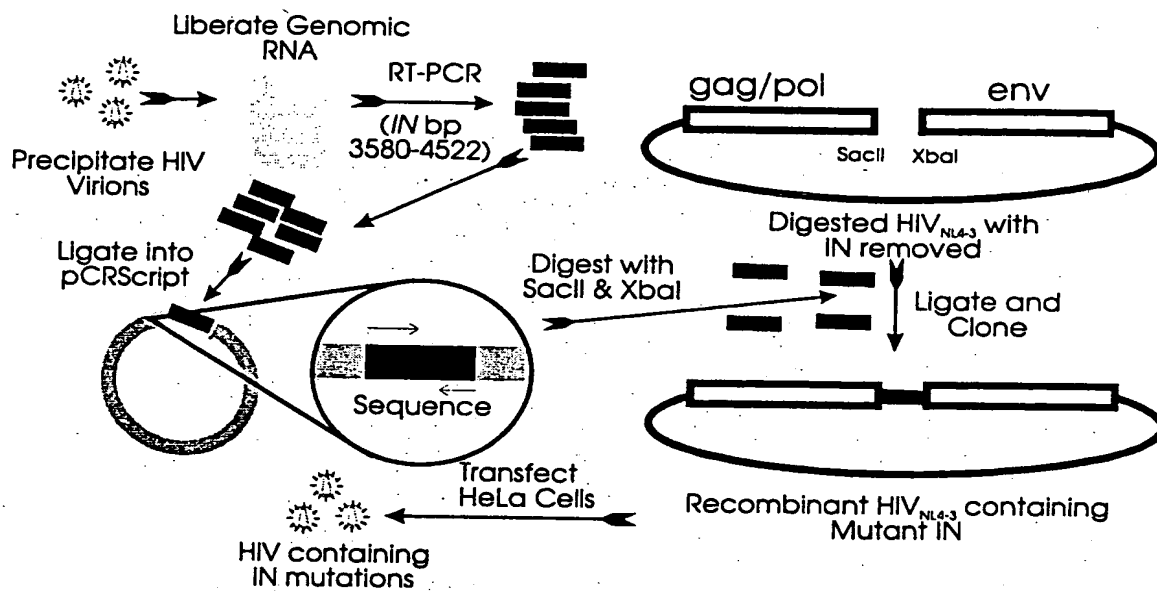 Liberate Genomic
RNA
RT-PCR
(IN bp
3580-4522)
Precipitate HIV
Virions
gag/pol
env
SacII
XbaI
Digested HIVNL4-3 with
IN removed
Ligate into
pCRScript
Digest with
SacII & XbaI
Ligate and
Clone
Sequence
Transfect
HeLa Cells
Recombinant HIVNL4-3 containing
Mutant IN
HIV containing
IN mutations